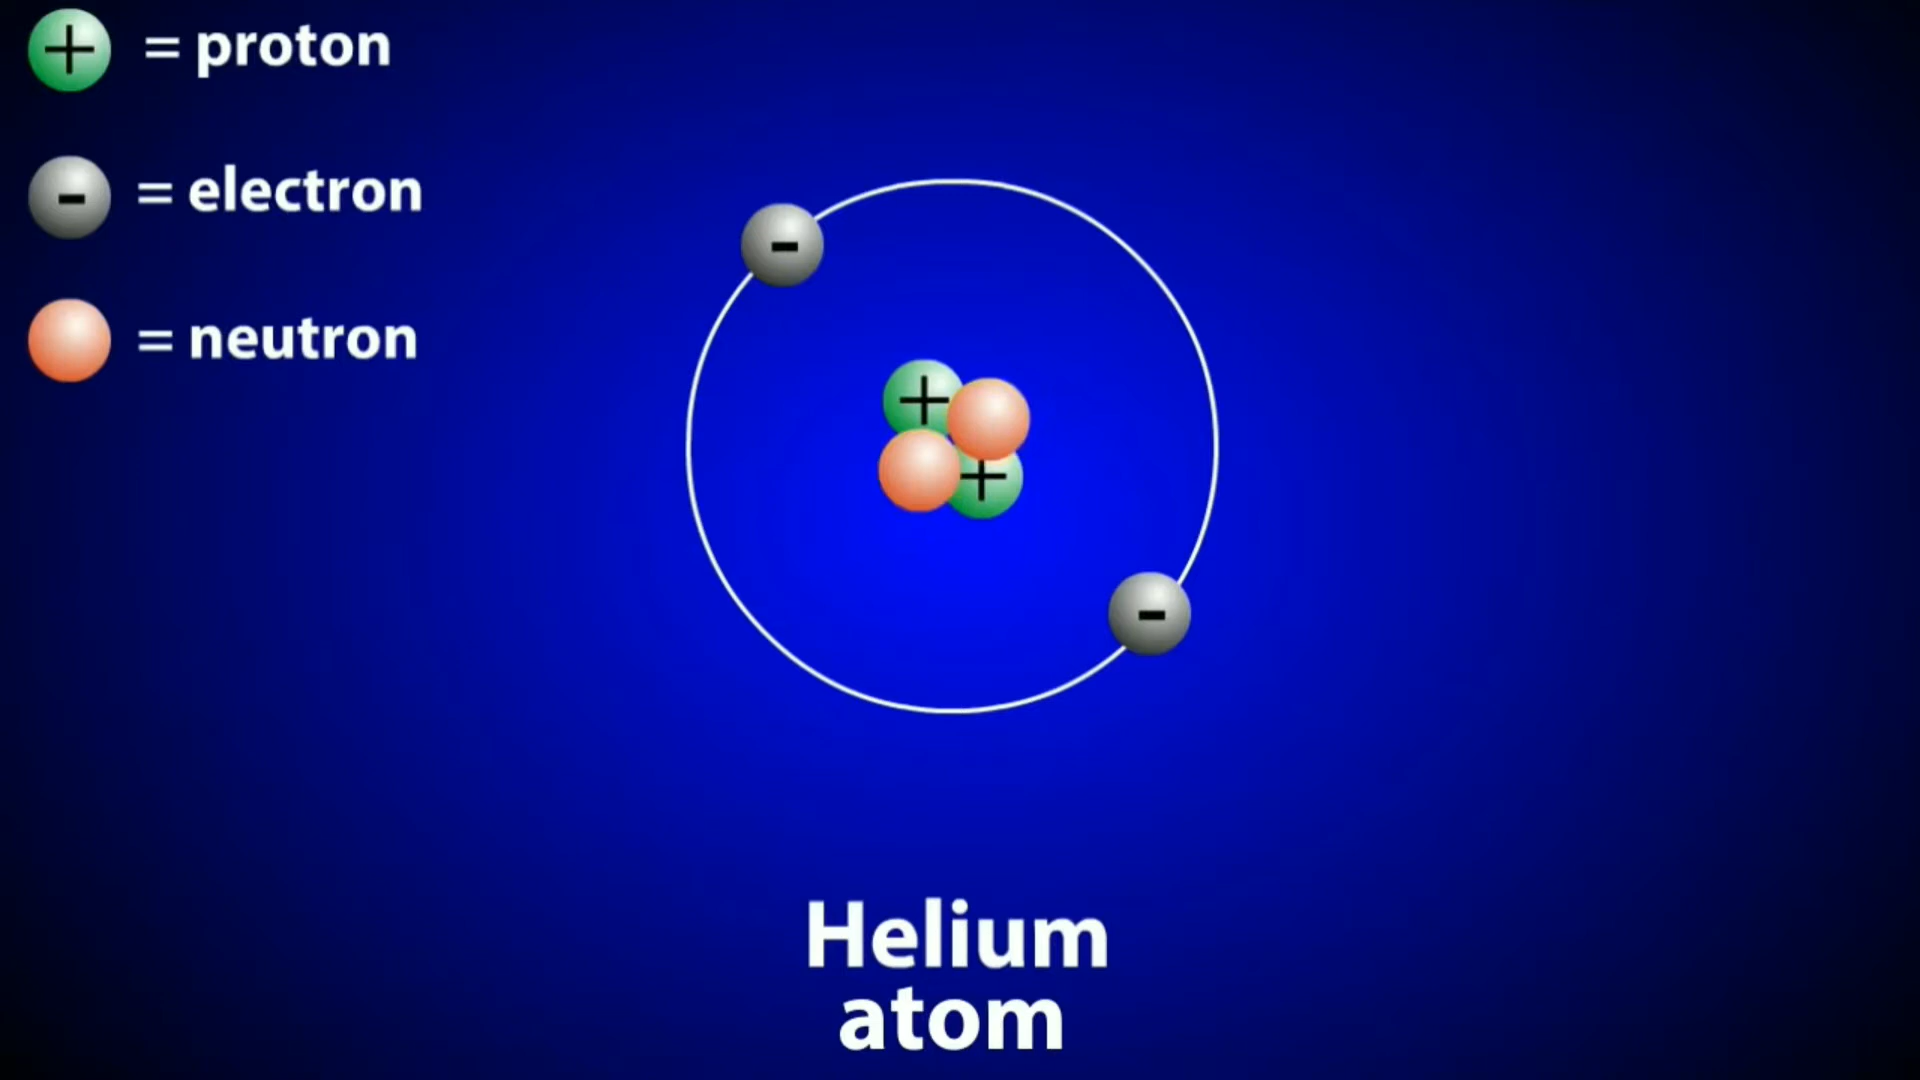 + = proton
- = electron
= neutron
-
+
+
-
Helium
atom